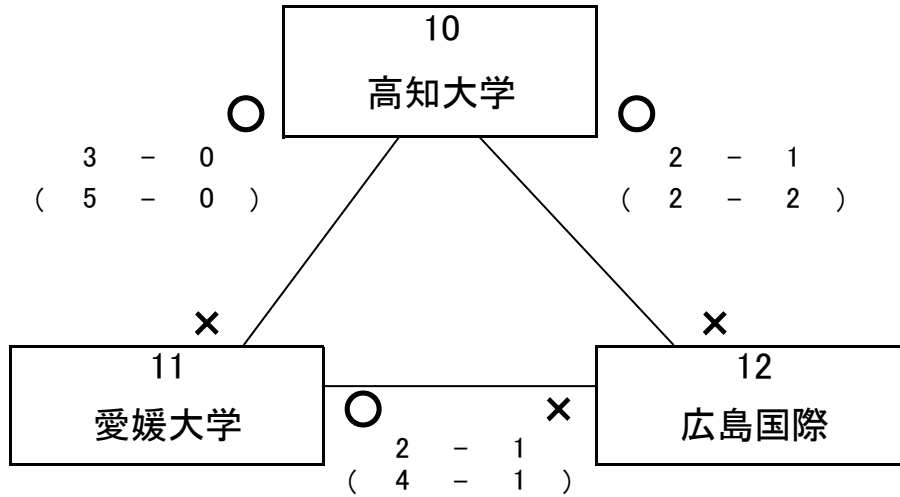 10
高知大学
○ ○
3 － 0
( 5 － 0 )
2 － 1
( 2 － 2 )
× ×
11
愛媛大学
12
広島国際
○ ×
2 － 1
( 4 － 1 )